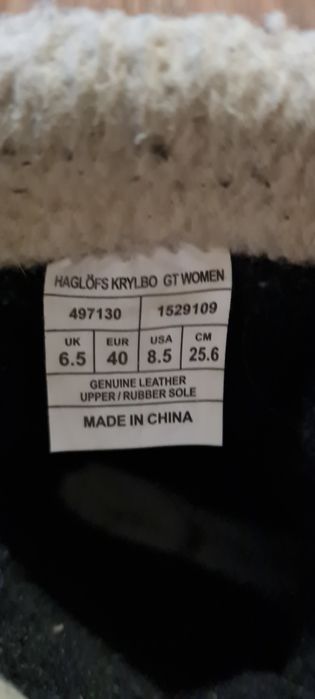 HAGLÖFS KRYLBO GT WOMEN
497130 1529109
UK EUR USA CM
6.5 40 8.5 25.6
GENUINE LEATHER
UPPER / RUBBER SOLE
MADE IN CHINA